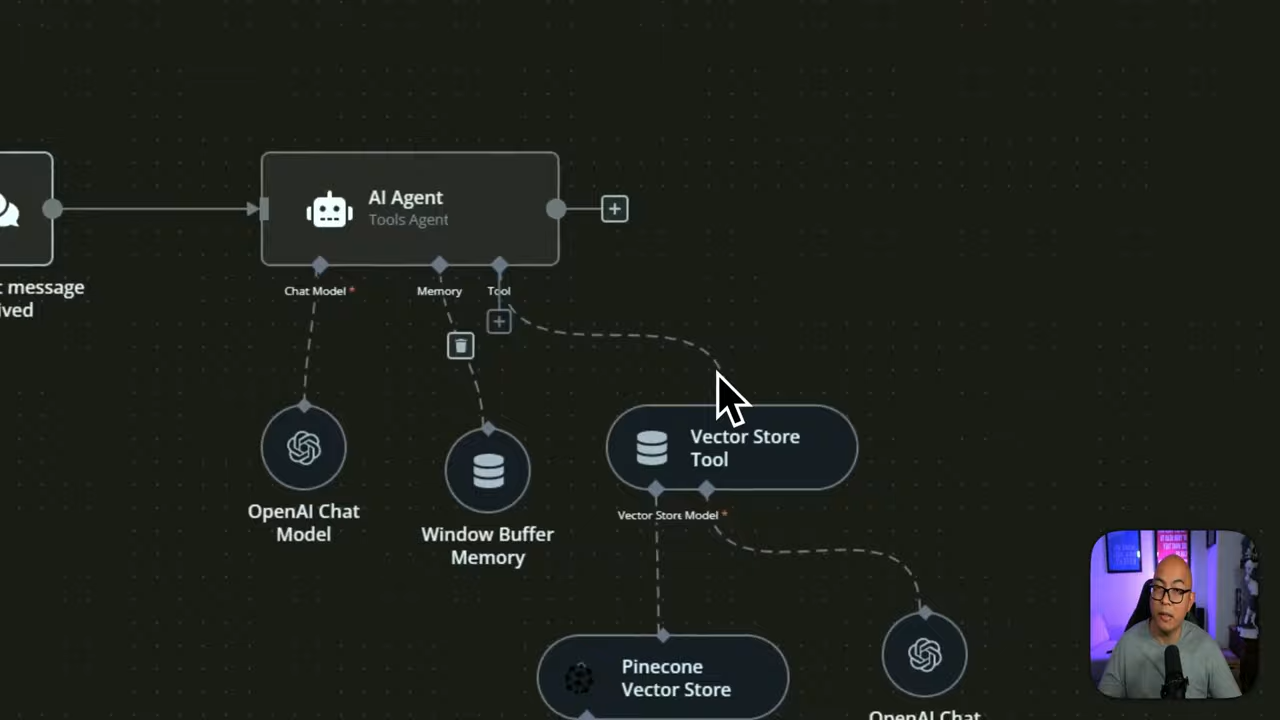 AI Agent
Tools Agent
t message
ived
Chat Model *
Memory
Tool
Vector Store
Tool
OpenAI Chat
Model
Window Buffer
Memory
Vector Store
Model *
Pinecone
Vector Store
OpenAI Chat